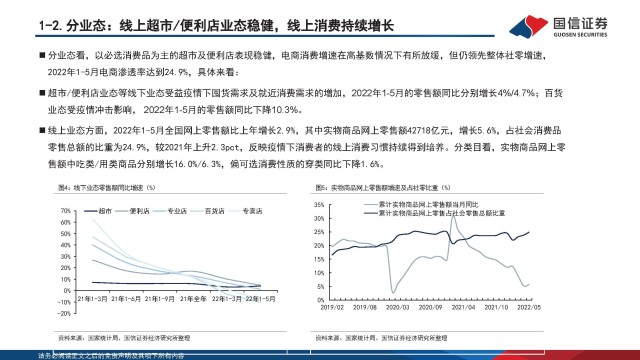 1-2. 分业态：线上超市/便利店业态稳健，线上消费持续增长
国信证券
GUOSEN SECURITIES
■ 分业态看，以必选消费品为主的超市及便利店表现稳健，电商消费增速在高基数情况下有所放缓，但仍领先整体社零增速，
2022年1-5月电商渗透率达到24.9%，具体来看：
■ 超市/便利店业态等线下业态受益疫情下囤货需求及就近消费需求的增加，2022年1-5月的零售额同比分别增长4%/4.7%；百货
业态受疫情冲击影响， 2022年1-5月的零售额同比下降10.3%。
■ 线上业态方面，2022年1-5月全国网上零售额比上年增长2.9%，其中实物商品网上零售额42718亿元，增长5.6%，占社会消费品
零售总额的比重为24.9%，较2021年上升2.3pct，反映疫情下消费者的线上消费习惯持续得到培养。分类目看，实物商品网上零
售额中吃类/用类商品分别增长16.0%/6.3%，偏可选消费性质的穿类同比下降1.6%。
图4：线下业态零售额同比增速（%）
超市 便利店 专业店 百货店 专卖店
70%
60%
50%
40%
30%
20%
10%
0%
-10%
-20%
21年1-3月 21年1-6月 21年1-9月 21年全年 22年1-3月 22年1-5月
资料来源：国家统计局、国信证券经济研究所整理
图5：实物商品网上零售额增速及占社零比重（%）
累计实物商品网上零售额当月同比
累计实物商品网上零售占社会零售品额比重
35%
30%
25%
20%
15%
10%
5%
0%
2019/02 2019/08 2020/03 2020/09 2021/04 2021/10 2022/05
资料来源：国家统计局、国信证券经济研究所整理
请务必阅读正文之后的免责声明及其项下所有内容